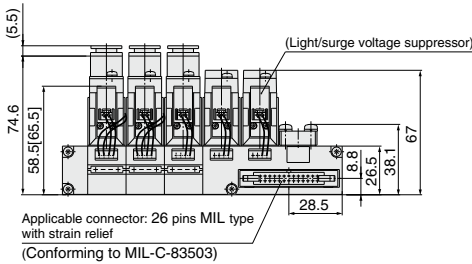 (5.5)
(Light/surge voltage suppressor)
74.6
58.5[65.5]
67
38.1
26.5
8.8
28.5
Applicable connector: 26 pins MIL type
with strain relief
(Conforming to MIL-C-83503)